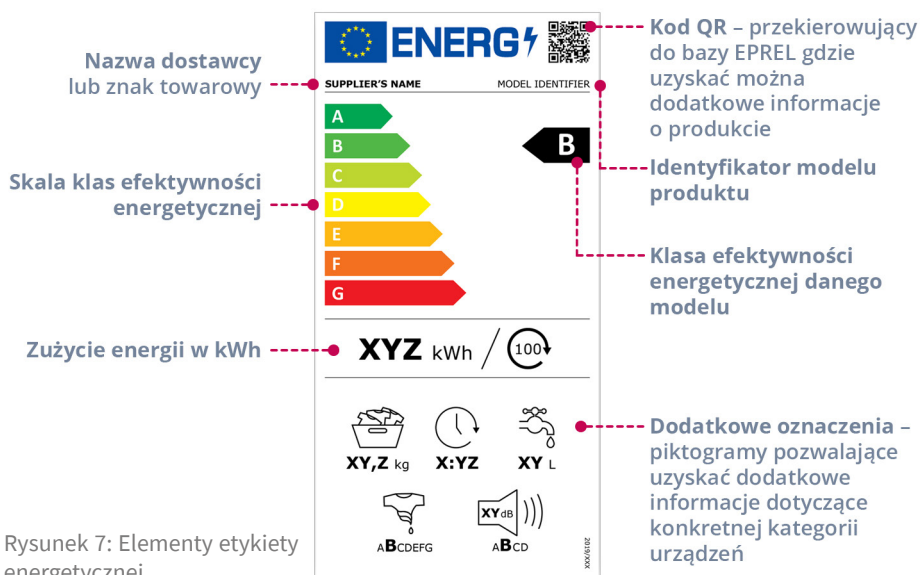 Nazwa dostawcy
lub znak towarowy
Skala klas efektywności
energetycznej
Zużycie energii w kWh
ENERG
SUPPLIER'S NAME
MODEL IDENTIFIER
A
B
C
D
E
F
G
B
XYZ kWh / 100
XY,Z kg
X:YZ
XY L
ABCDEFG
XY dB
ABCD
2019/XXX
Kod QR – przekierowujący
do bazy EPREL gdzie
uzyskać można
dodatkowe informacje
o produkcie
Identyfikator modelu
produktu
Klasa efektywności
energetycznej danego
modelu
Dodatkowe oznaczenia –
piktogramy pozwalające
uzyskać dodatkowe
informacje dotyczące
konkretnej kategorii
urządzeń
Rysunek 7: Elementy etykiety
energetycznej